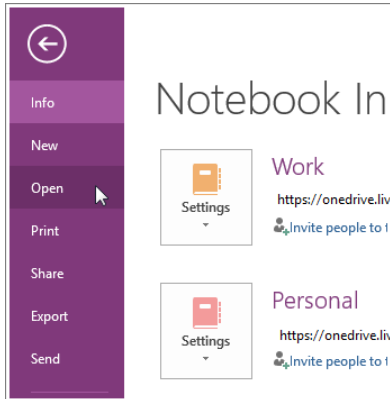 Info
New
Open
Print
Share
Export
Send
Notebook In
Work
Settings
https://onedrive.liv
Invite people to
Personal
Settings
https://onedrive.liv
Invite people to